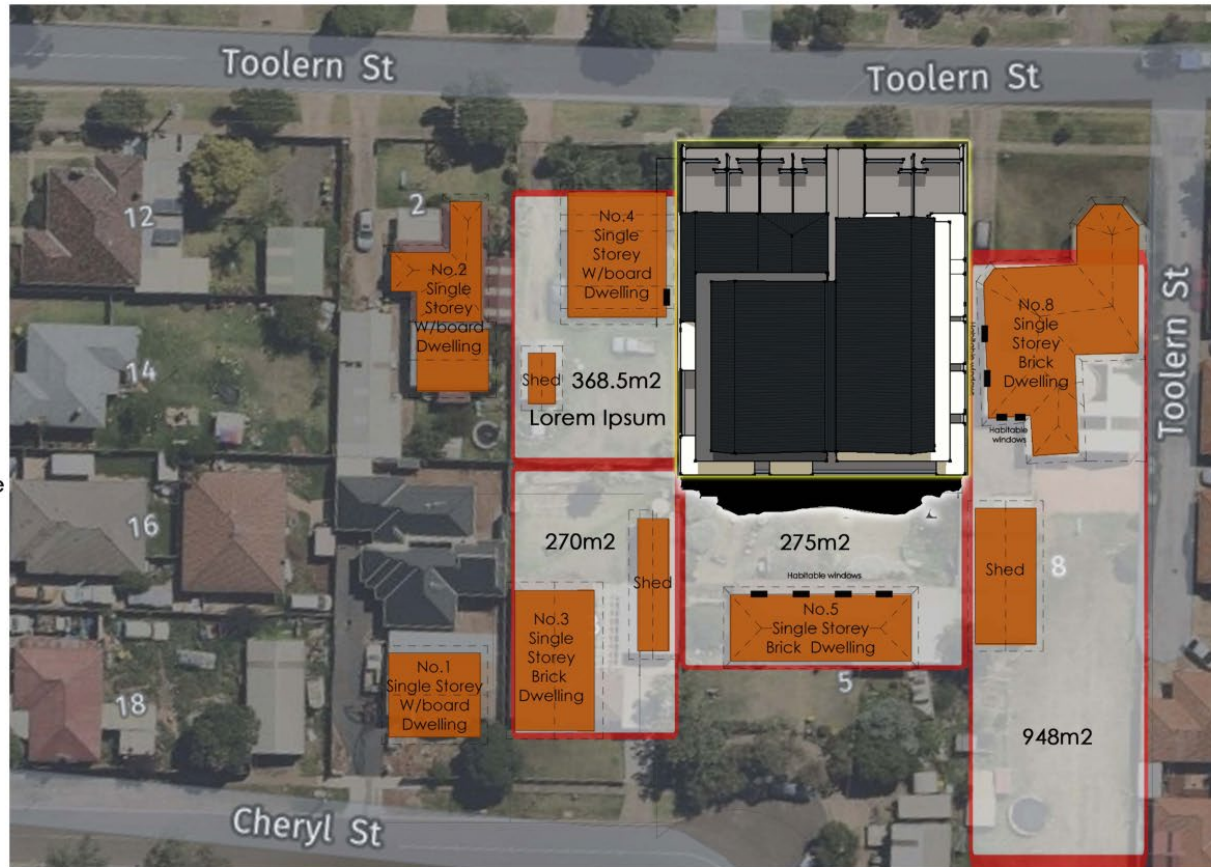 Toolern St
Toolern St
12
2
No.4
Single
Storey
W/board
Dwelling
No.2
Single
Storey
W/board
Dwelling
No.8
Single
Storey
Brick
Dwelling
Toolern St
14
Shed
368.5m2
Lorem Ipsum
Habitable windows
Habitable
windows
e
16
270m2
275m2
Shed
Habitable windows
Shed
8
No.3
Single
Storey
Brick
Dwelling
No.5
Single Storey
Brick Dwelling
5
No.1
Single Storey
W/board
Dwelling
18
948m2
Cheryl St